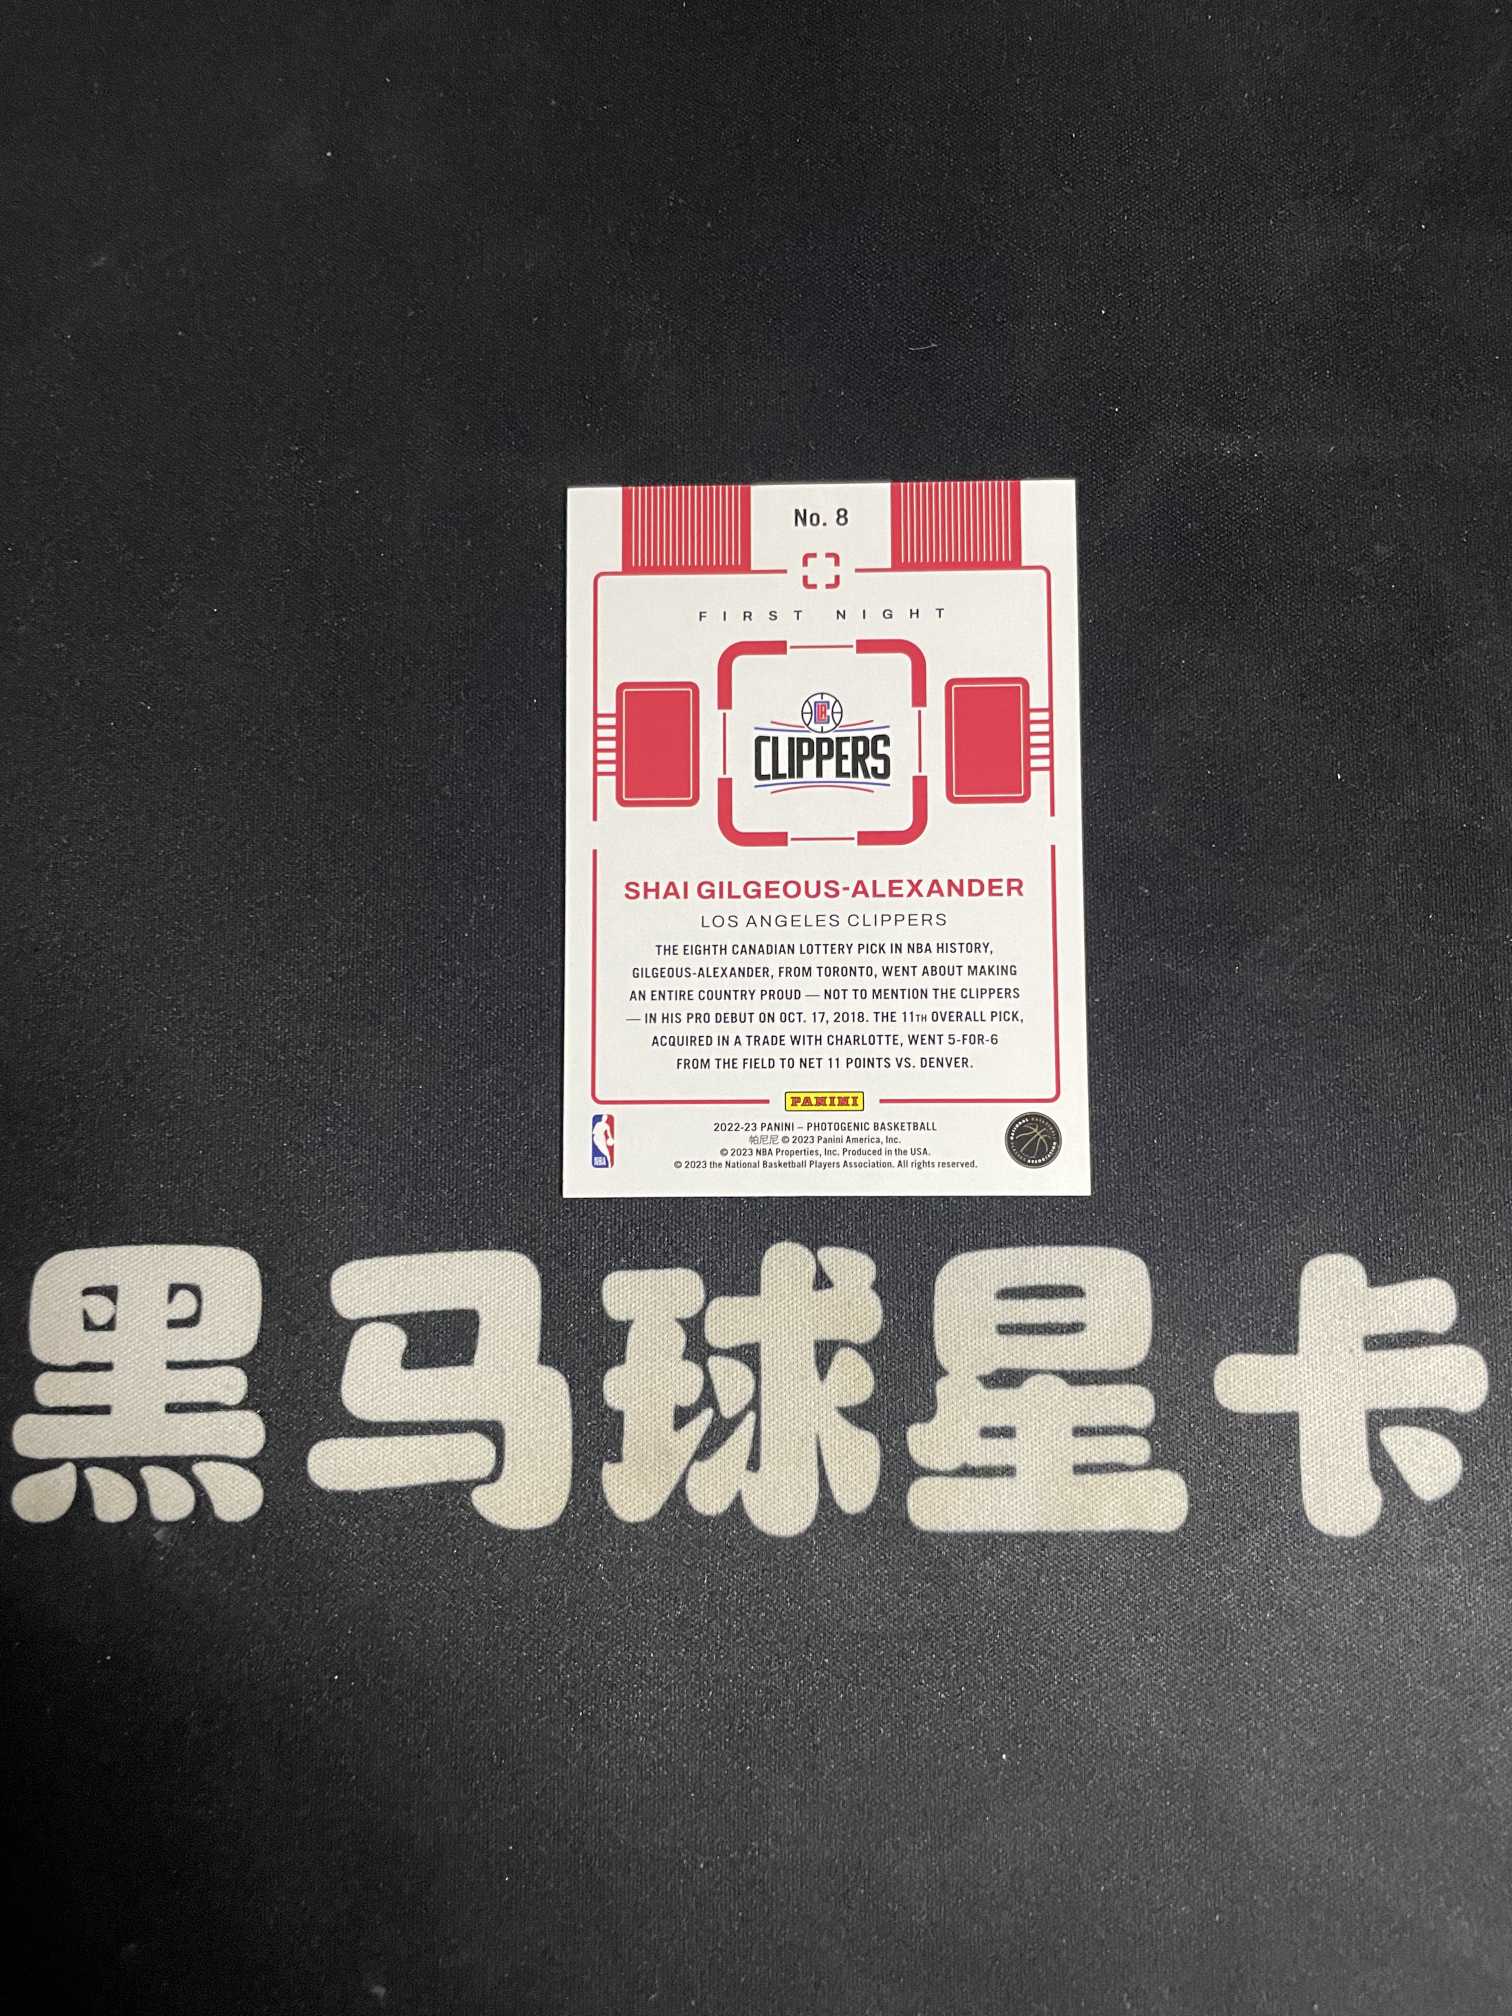 No. 8
FIRST NIGHT
CLIPPERS
SHAI GILGEOUS-ALEXANDER
LOS ANGELES CLIPPERS
THE EIGHTH CANADIAN LOTTERY PICK IN NBA HISTORY,
GILGEOUS-ALEXANDER, FROM TORONTO, WENT ABOUT MAKING
AN ENTIRE COUNTRY PROUD — NOT TO MENTION THE CLIPPERS
— IN HIS PRO DEBUT ON OCT. 17, 2018. THE 11TH OVERALL PICK,
ACQUIRED IN A TRADE WITH CHARLOTTE, WENT 5-FOR-6
FROM THE FIELD TO NET 11 POINTS VS. DENVER.
PANINI
2022-23 PANINI – PHOTOGENIC BASKETBALL
帕尼尼 © 2023 Panini America, Inc.
© 2023 NBA Properties, Inc. Produced in the USA.
© 2023 the National Basketball Players Association. All rights reserved.
NBA
黑马球星卡